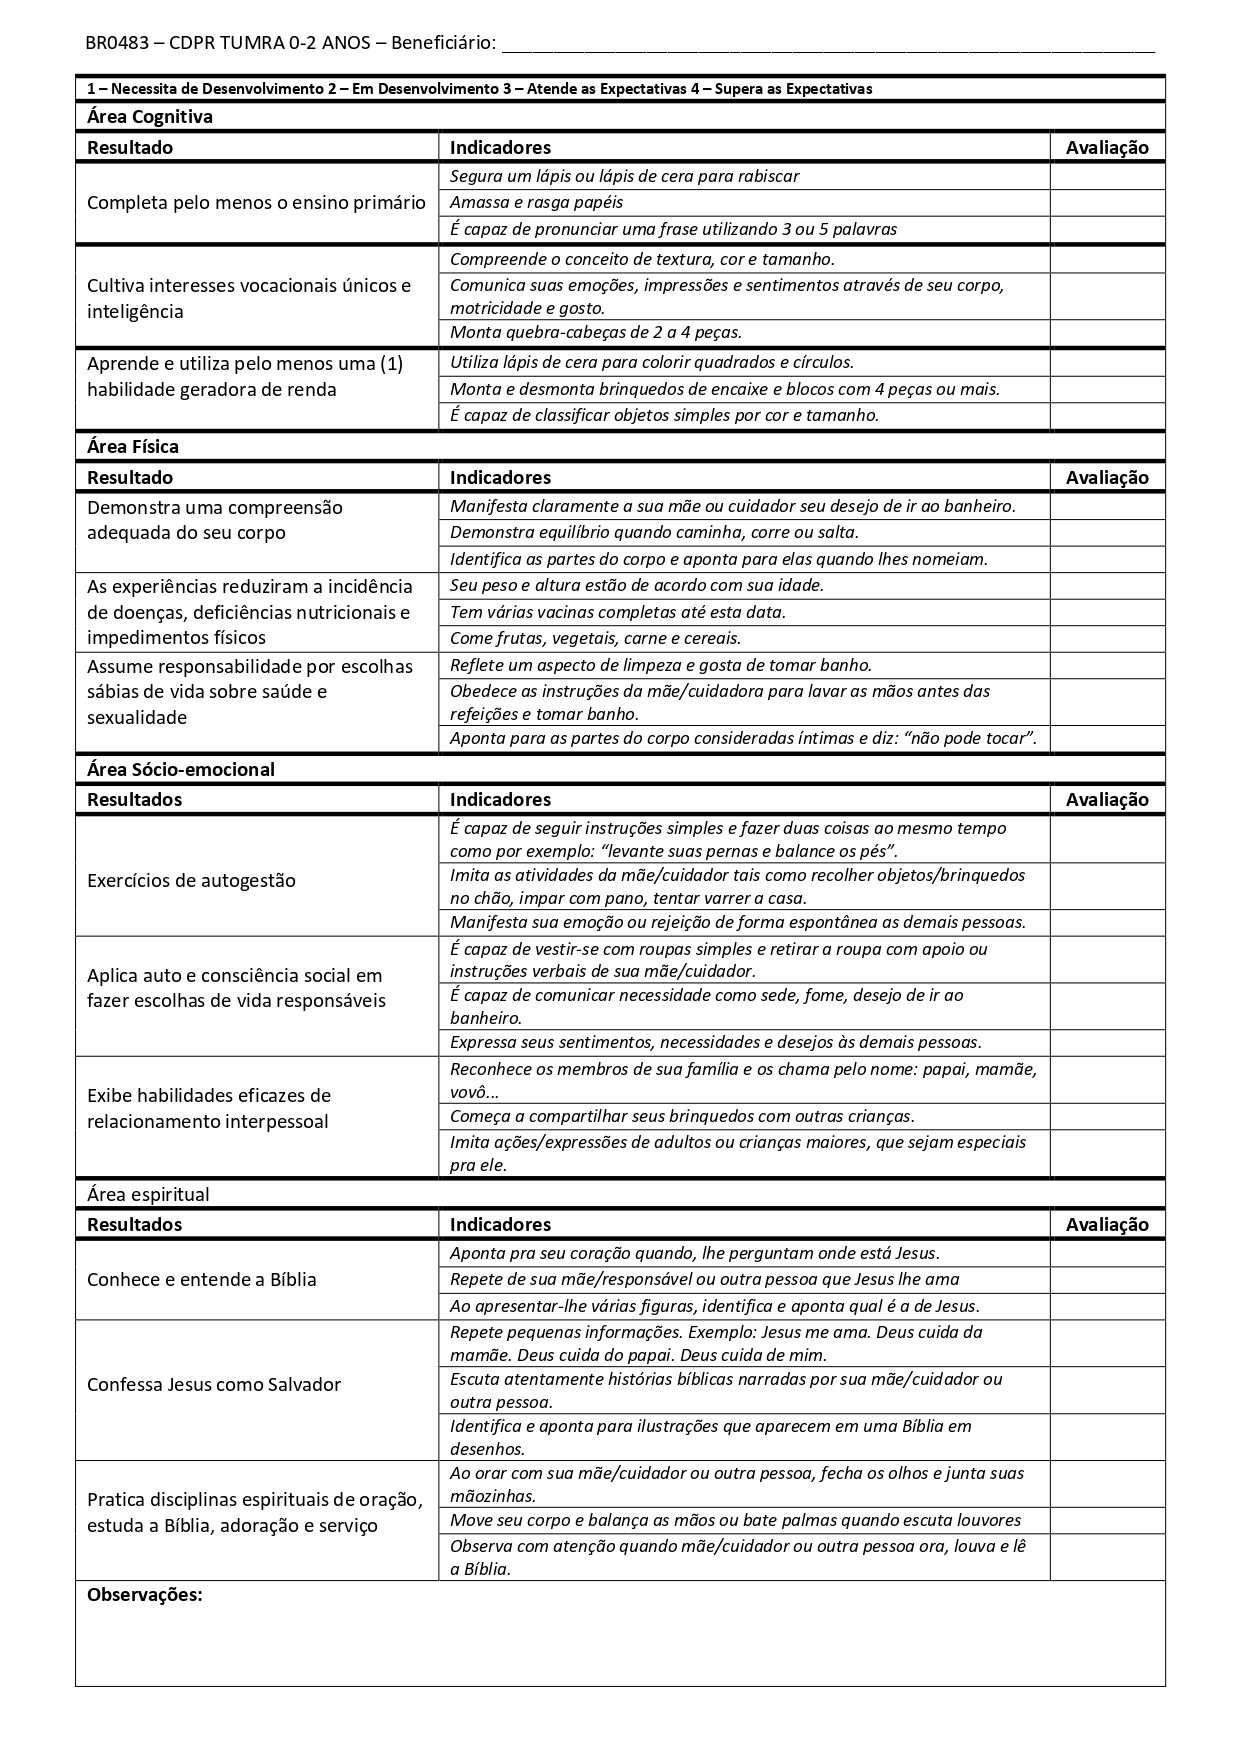 BR0483 – CDPR TUMRA 0-2 ANOS – Beneficiário: ___________________________________________________________
1 – Necessita de Desenvolvimento 2 – Em Desenvolvimento 3 – Atende as Expectativas 4 – Supera as Expectativas
Área Cognitiva
Resultado Indicadores Avaliação
Completa pelo menos o ensino primário
Segura um lápis ou lápis de cera para rabiscar
Amassa e rasga papéis
É capaz de pronunciar uma frase utilizando 3 ou 5 palavras
Cultiva interesses vocacionais únicos e
inteligência
Compreende o conceito de textura, cor e tamanho.
Comunica suas emoções, impressões e sentimentos através de seu corpo,
motricidade e gosto.
Monta quebra-cabeças de 2 a 4 peças.
Aprende e utiliza pelo menos uma (1)
habilidade geradora de renda
Utiliza lápis de cera para colorir quadrados e círculos.
Monta e desmonta brinquedos de encaixe e blocos com 4 peças ou mais.
É capaz de classificar objetos simples por cor e tamanho.
Área Física
Resultado Indicadores Avaliação
Demonstra uma compreensão
adequada do seu corpo
Manifesta claramente a sua mãe ou cuidador seu desejo de ir ao banheiro.
Demonstra equilíbrio quando caminha, corre ou salta.
Identifica as partes do corpo e aponta para elas quando lhes nomeiam.
As experiências reduziram a incidência
de doenças, deficiências nutricionais e
impedimentos físicos
Seu peso e altura estão de acordo com sua idade.
Tem várias vacinas completas até esta data.
Come frutas, vegetais, carne e cereais.
Assume responsabilidade por escolhas
sábias de vida sobre saúde e
sexualidade
Reflete um aspecto de limpeza e gosta de tomar banho.
Obedece as instruções da mãe/cuidadora para lavar as mãos antes das
refeições e tomar banho.
Aponta para as partes do corpo consideradas íntimas e diz: “não pode tocar”.
Área Sócio-emocional
Resultados Indicadores Avaliação
Exercícios de autogestão
É capaz de seguir instruções simples e fazer duas coisas ao mesmo tempo
como por exemplo: “levante suas pernas e balance os pés”.
Imita as atividades da mãe/cuidador tais como recolher objetos/brinquedos
no chão, impar com pano, tentar varrer a casa.
Manifesta sua emoção ou rejeição de forma espontânea as demais pessoas.
Aplica auto e consciência social em
fazer escolhas de vida responsáveis
É capaz de vestir-se com roupas simples e retirar a roupa com apoio ou
instruções verbais de sua mãe/cuidador.
É capaz de comunicar necessidade como sede, fome, desejo de ir ao
banheiro.
Expressa seus sentimentos, necessidades e desejos às demais pessoas.
Exibe habilidades eficazes de
relacionamento interpessoal
Reconhece os membros de sua família e os chama pelo nome: papai, mamãe,
vovô...
Começa a compartilhar seus brinquedos com outras crianças.
Imita ações/expressões de adultos ou crianças maiores, que sejam especiais
pra ele.
Área espiritual
Resultados Indicadores Avaliação
Conhece e entende a Bíblia
Aponta pra seu coração quando, lhe perguntam onde está Jesus.
Repete de sua mãe/responsável ou outra pessoa que Jesus lhe ama
Ao apresentar-lhe várias figuras, identifica e aponta qual é a de Jesus.
Confessa Jesus como Salvador
Repete pequenas informações. Exemplo: Jesus me ama. Deus cuida da
mamãe. Deus cuida do papai. Deus cuida de mim.
Escuta atentamente histórias bíblicas narradas por sua mãe/cuidador ou
outra pessoa.
Identifica e aponta para ilustrações que aparecem em uma Bíblia em
desenhos.
Pratica disciplinas espirituais de oração,
estuda a Bíblia, adoração e serviço
Ao orar com sua mãe/cuidador ou outra pessoa, fecha os olhos e junta suas
mãozinhas.
Move seu corpo e balança as mãos ou bate palmas quando escuta louvores
Observa com atenção quando mãe/cuidador ou outra pessoa ora, louva e lê
a Bíblia.
Observações: